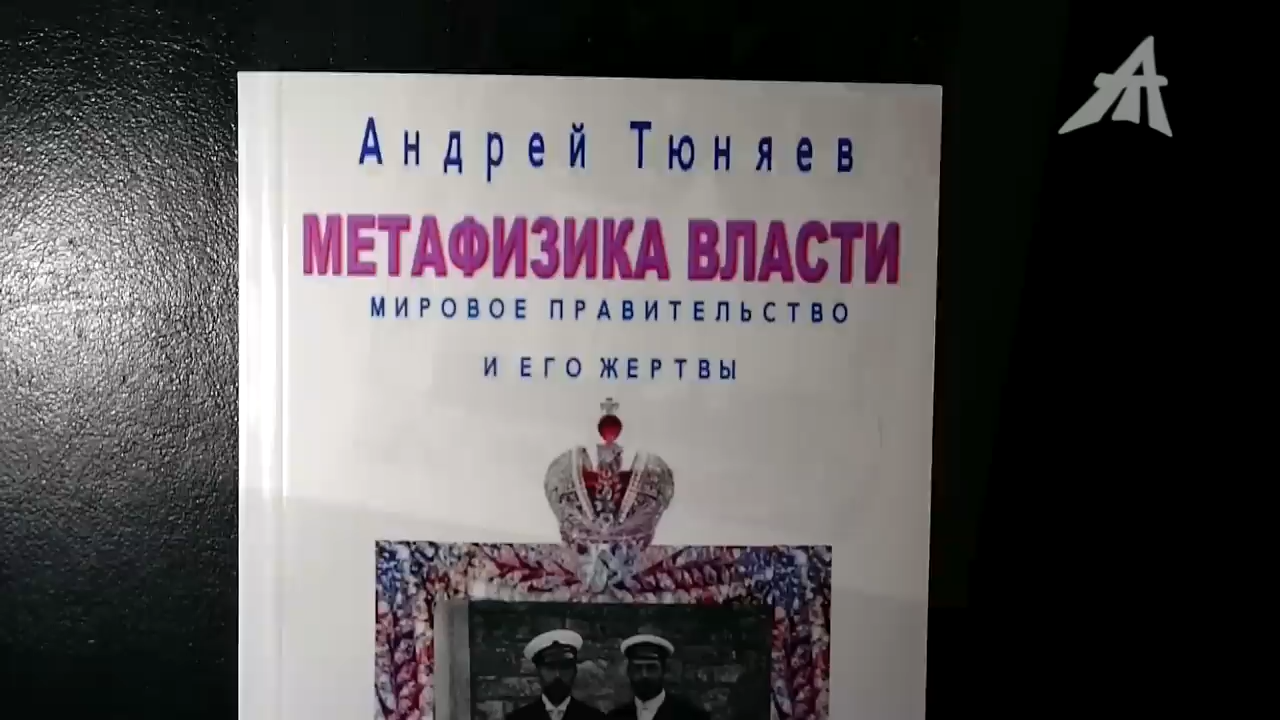 Андрей Тюняев
МЕТАФИЗИКА ВЛАСТИ
МИРОВОЕ ПРАВИТЕЛЬСТВО
И ЕГО ЖЕРТВЫ